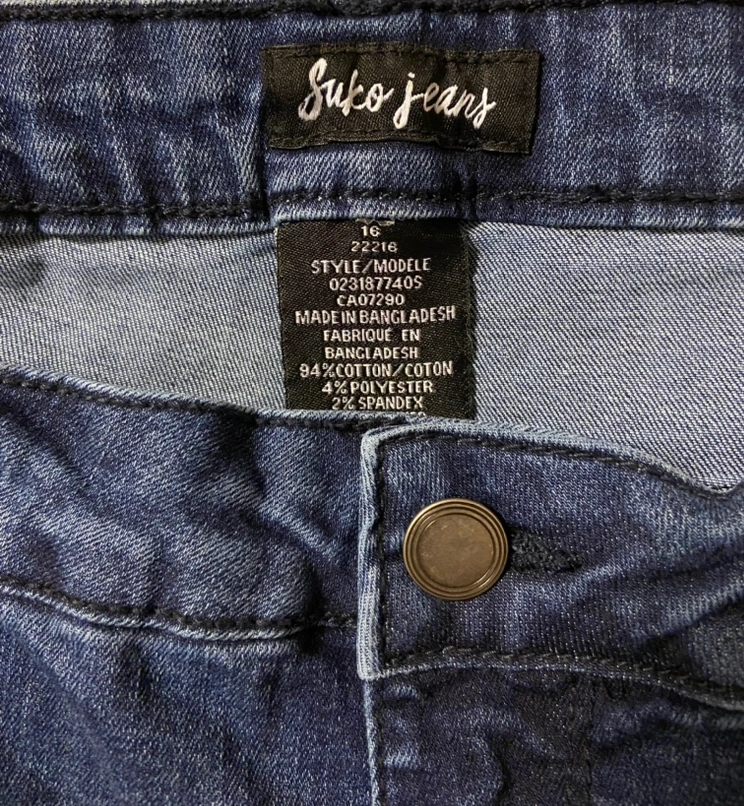 Suko jeans
16
22216
STYLE/MODELE
023187740S
CA07290
MADE IN BANGLADESH
FABRIQUÉ EN
BANGLADESH
94%COTTON/COTON
4%POLYESTER
2% SPANDEX